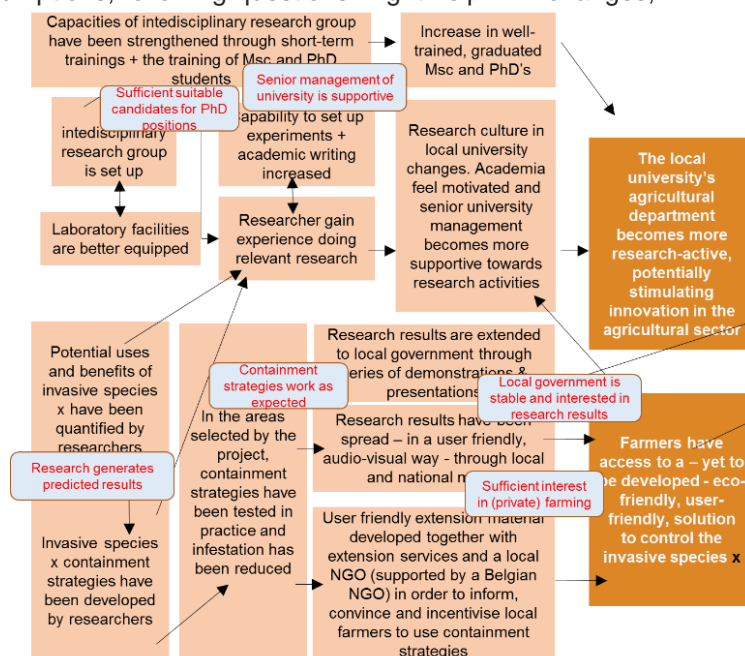 Capacities of intedisciplinary research group
have been strengthened through short-term
trainings + the training of Msc and PhD
students
Increase in well-
trained, graduated
Msc and PhD's
Sufficient suitable
candidates for PhD
positions
Senior management of
university is supportive
intedisciplinary
research group
is set up
experiments +
academic writing
increased
Laboratory facilities
are better equipped
Researcher gain
experience doing
relevant research
Research culture in
local university
changes. Academia
feel motivated and
senior university
management
becomes more
supportive towards
research activities
The local
university's
agricultural
department
becomes more
research-active,
potentially
stimulating
innovation in the
agricultural sector
Potential uses
and benefits of
invasive species
x have been
quantified by
researchers
Research generates
predicted results
Invasive species
x containment
strategies have
been developed
by researchers
Containment
strategies work as
expected
In the areas
selected by the
project,
containment
strategies have
been tested in
practice and
infestation has
been reduced
Research results are extended
to local government through
of demonstrations &
presentations
Local government is
stable and interested in
research results
Research results have been
spread – in a user friendly,
audio-visual way - through local
and national
Sufficient interest
in (private) farming
User friendly extension material
developed together with
extension services and a local
NGO (supported by a Belgian
NGO) in order to inform,
convince and incentivise local
farmers to use containment
strategies
Farmers have
access to a – yet to
be developed - eco-
friendly, user-
friendly, solution
to control the
invasive species x